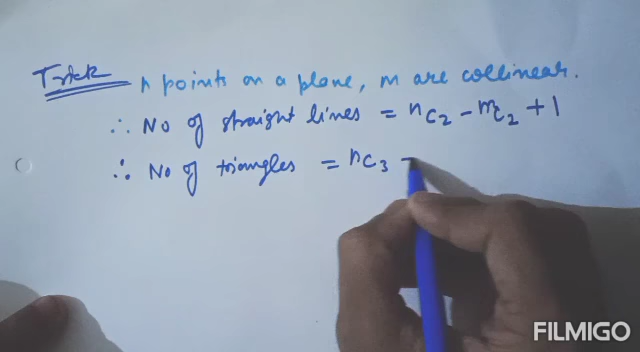 Trick n points on a plane, m are collinear.
∴ No of straight lines = nC2 - mC2 + 1
∴ No of triangles = nC3 -
FILMIGO